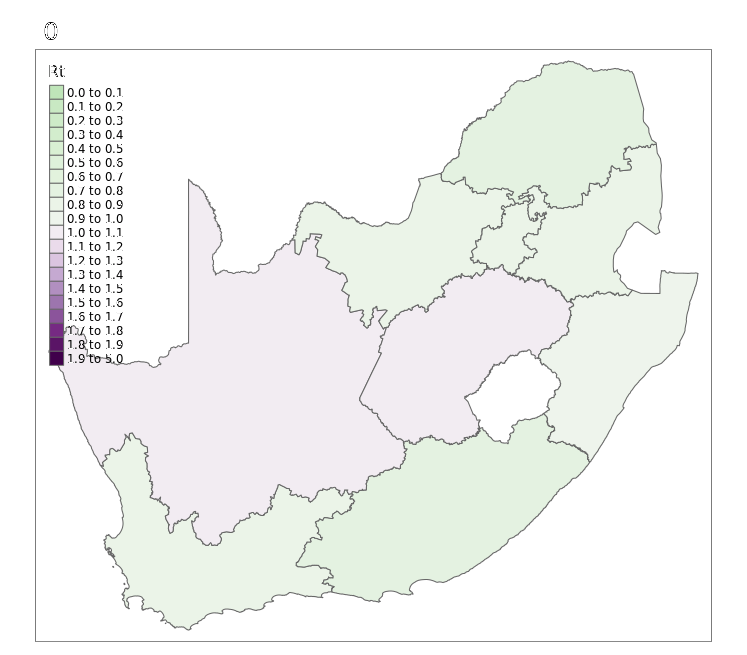 0
Rt
0.0 to 0.1
0.1 to 0.2
0.2 to 0.3
0.3 to 0.4
0.4 to 0.5
0.5 to 0.6
0.6 to 0.7
0.7 to 0.8
0.8 to 0.9
0.9 to 1.0
1.0 to 1.1
1.1 to 1.2
1.2 to 1.3
1.3 to 1.4
1.4 to 1.5
1.5 to 1.6
1.6 to 1.7
1.7 to 1.8
1.8 to 1.9
1.9 to 5.0